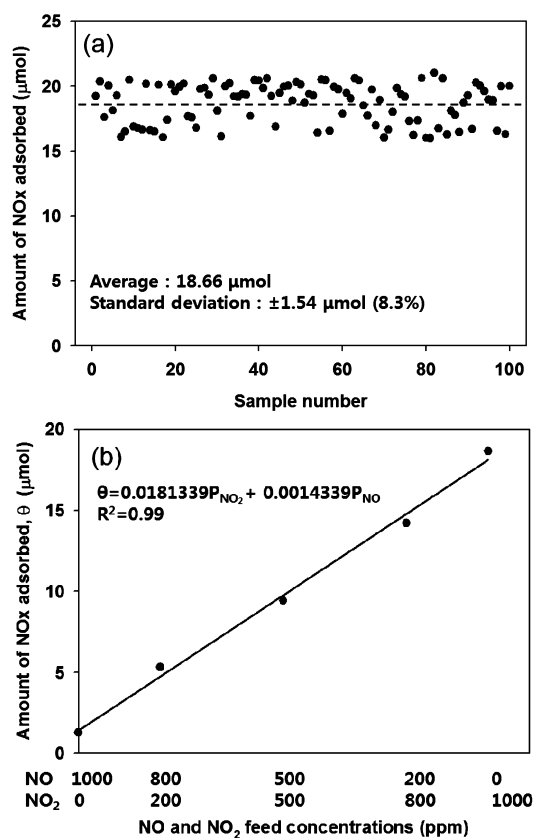 (a)
Amount of NOx adsorbed (μmol)
25
20
15
10
5
0
Average : 18.66 μmol
Standard deviation : ±1.54 μmol (8.3%)
0 20 40 60 80 100
Sample number
(b)
Amount of NOx adsorbed, θ (μmol)
20
15
10
5
0
θ=0.0181339P_NO₂ + 0.0014339P_NO
R²=0.99
NO 1000 800 500 200 0
NO₂ 0 200 500 800 1000
NO and NO₂ feed concentrations (ppm)